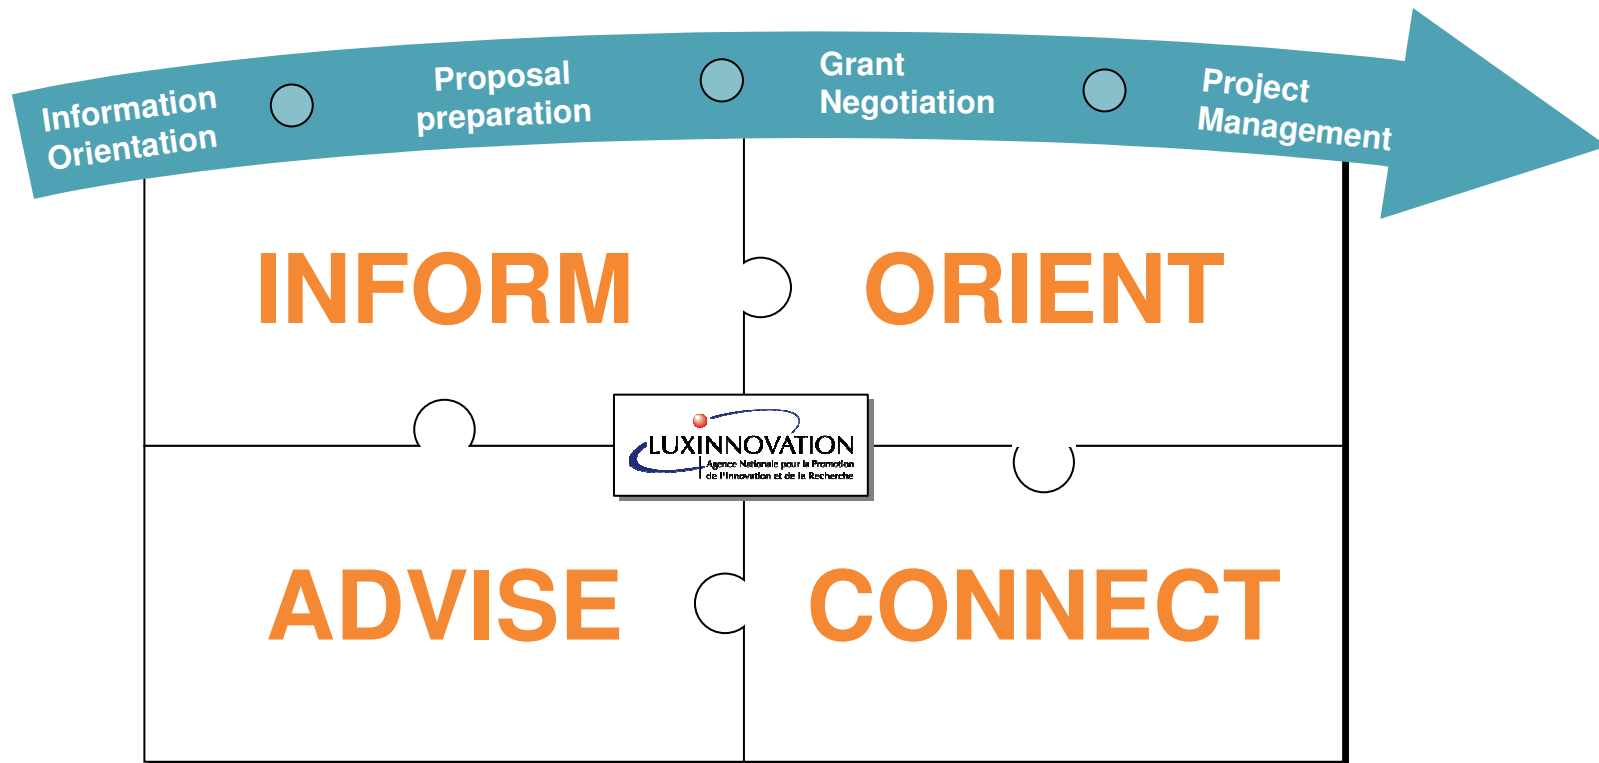 Information
Orientation
Proposal
preparation
Grant
Negotiation
Project
Management
INFORM
ORIENT
LUXINNOVATION
Agence Nationale pour la Promotion
de l'Innovation et de la Recherche
ADVISE
CONNECT